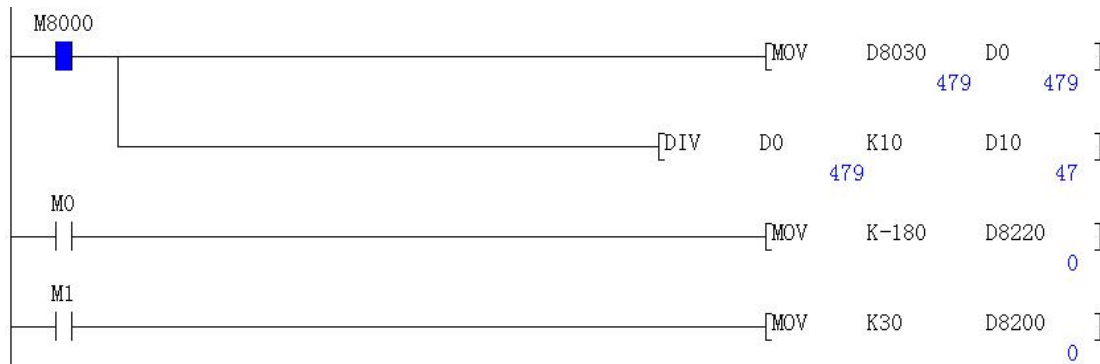 M8000
[MOV D8030 D0 ]
479 479
[DIV D0 K10 D10 ]
479 47
M0
[MOV K-180 D8220 ]
0
M1
[MOV K30 D8200 ]
0